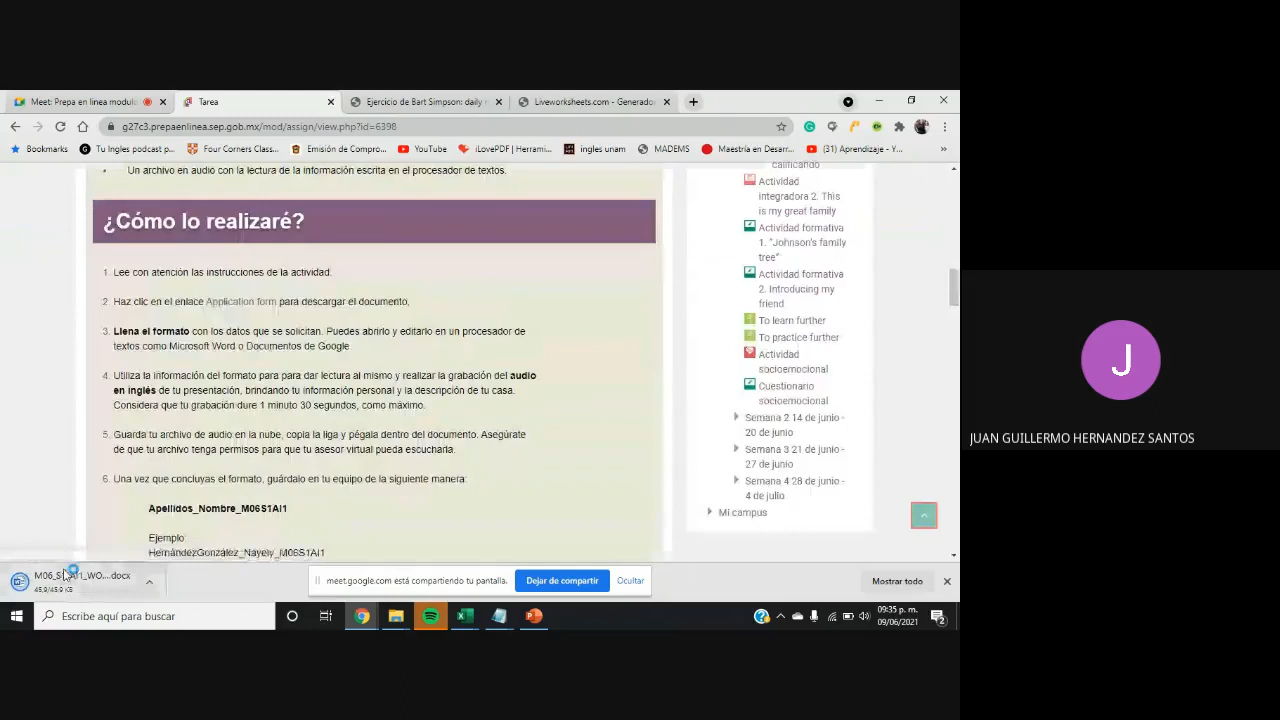 Meet: Prepa en linea modulo
Tarea
Ejercicio de Bart Simpson: daily r
Liveworksheets.com - Generador
g27c3.prepaenlinea.sep.gob.mx/mod/assign/view.php?id=6398
Bookmarks
Tu Ingles pocket p...
Four Corners Class...
Emisión de Compro...
YouTube
iLovePDF | Herrami...
ingles unam
MADEMS
Maestría en Desarr...
(31) Aprendizaje - Y...
»
Un archivo en audio con la lectura de la información escrita en el procesador de textos.
¿Cómo lo realizaré?
1. Lee con atención las instrucciones de la actividad.
2. Haz clic en el enlace Application form para descargar el documento.
3. Llena el formato con los datos que se solicitan. Puedes abrirlo y editarlo en un procesador de
textos como Microsoft Word o Documentos de Google
4. Utiliza la información del formato para para dar lectura al mismo y realizar la grabación del audio
en inglés de tu presentación, brindando tu información personal y la descripción de tu casa.
Considera que tu grabación dure 1 minuto 30 segundos, como máximo.
5. Guarda tu archivo de audio en la nube, copia la liga y pégala dentro del documento. Asegúrate
de que tu archivo tenga permisos para que tu asesor virtual pueda escucharla.
6. Una vez que concluyas el formato, guárdalo en tu equipo de la siguiente manera:
Apellidos_Nombre_M06S1AI1
Ejemplo
HernándezGonzález_Nayely_M06S1AI1
calificando
Actividad
integradora 2. This
is my great family
Actividad formativa
1. "Johnson's family
tree"
Actividad formativa
2. Introducing my
friend
To learn further
To practice further
Actividad
socioemocional
Cuestionario
socioemocional
Semana 2 14 de junio -
20 de junio
Semana 3 21 de junio -
27 de junio
Semana 4 28 de junio -
4 de julio
Mi campus
45.9/45.9 KB
meet.google.com está compartiendo tu pantalla.
Dejar de compartir
Ocultar
Mostrar todo
Escribe aquí para buscar
09:35 p. m.
09/06/2021
2
J
JUAN GUILLERMO HERNANDEZ SANTOS